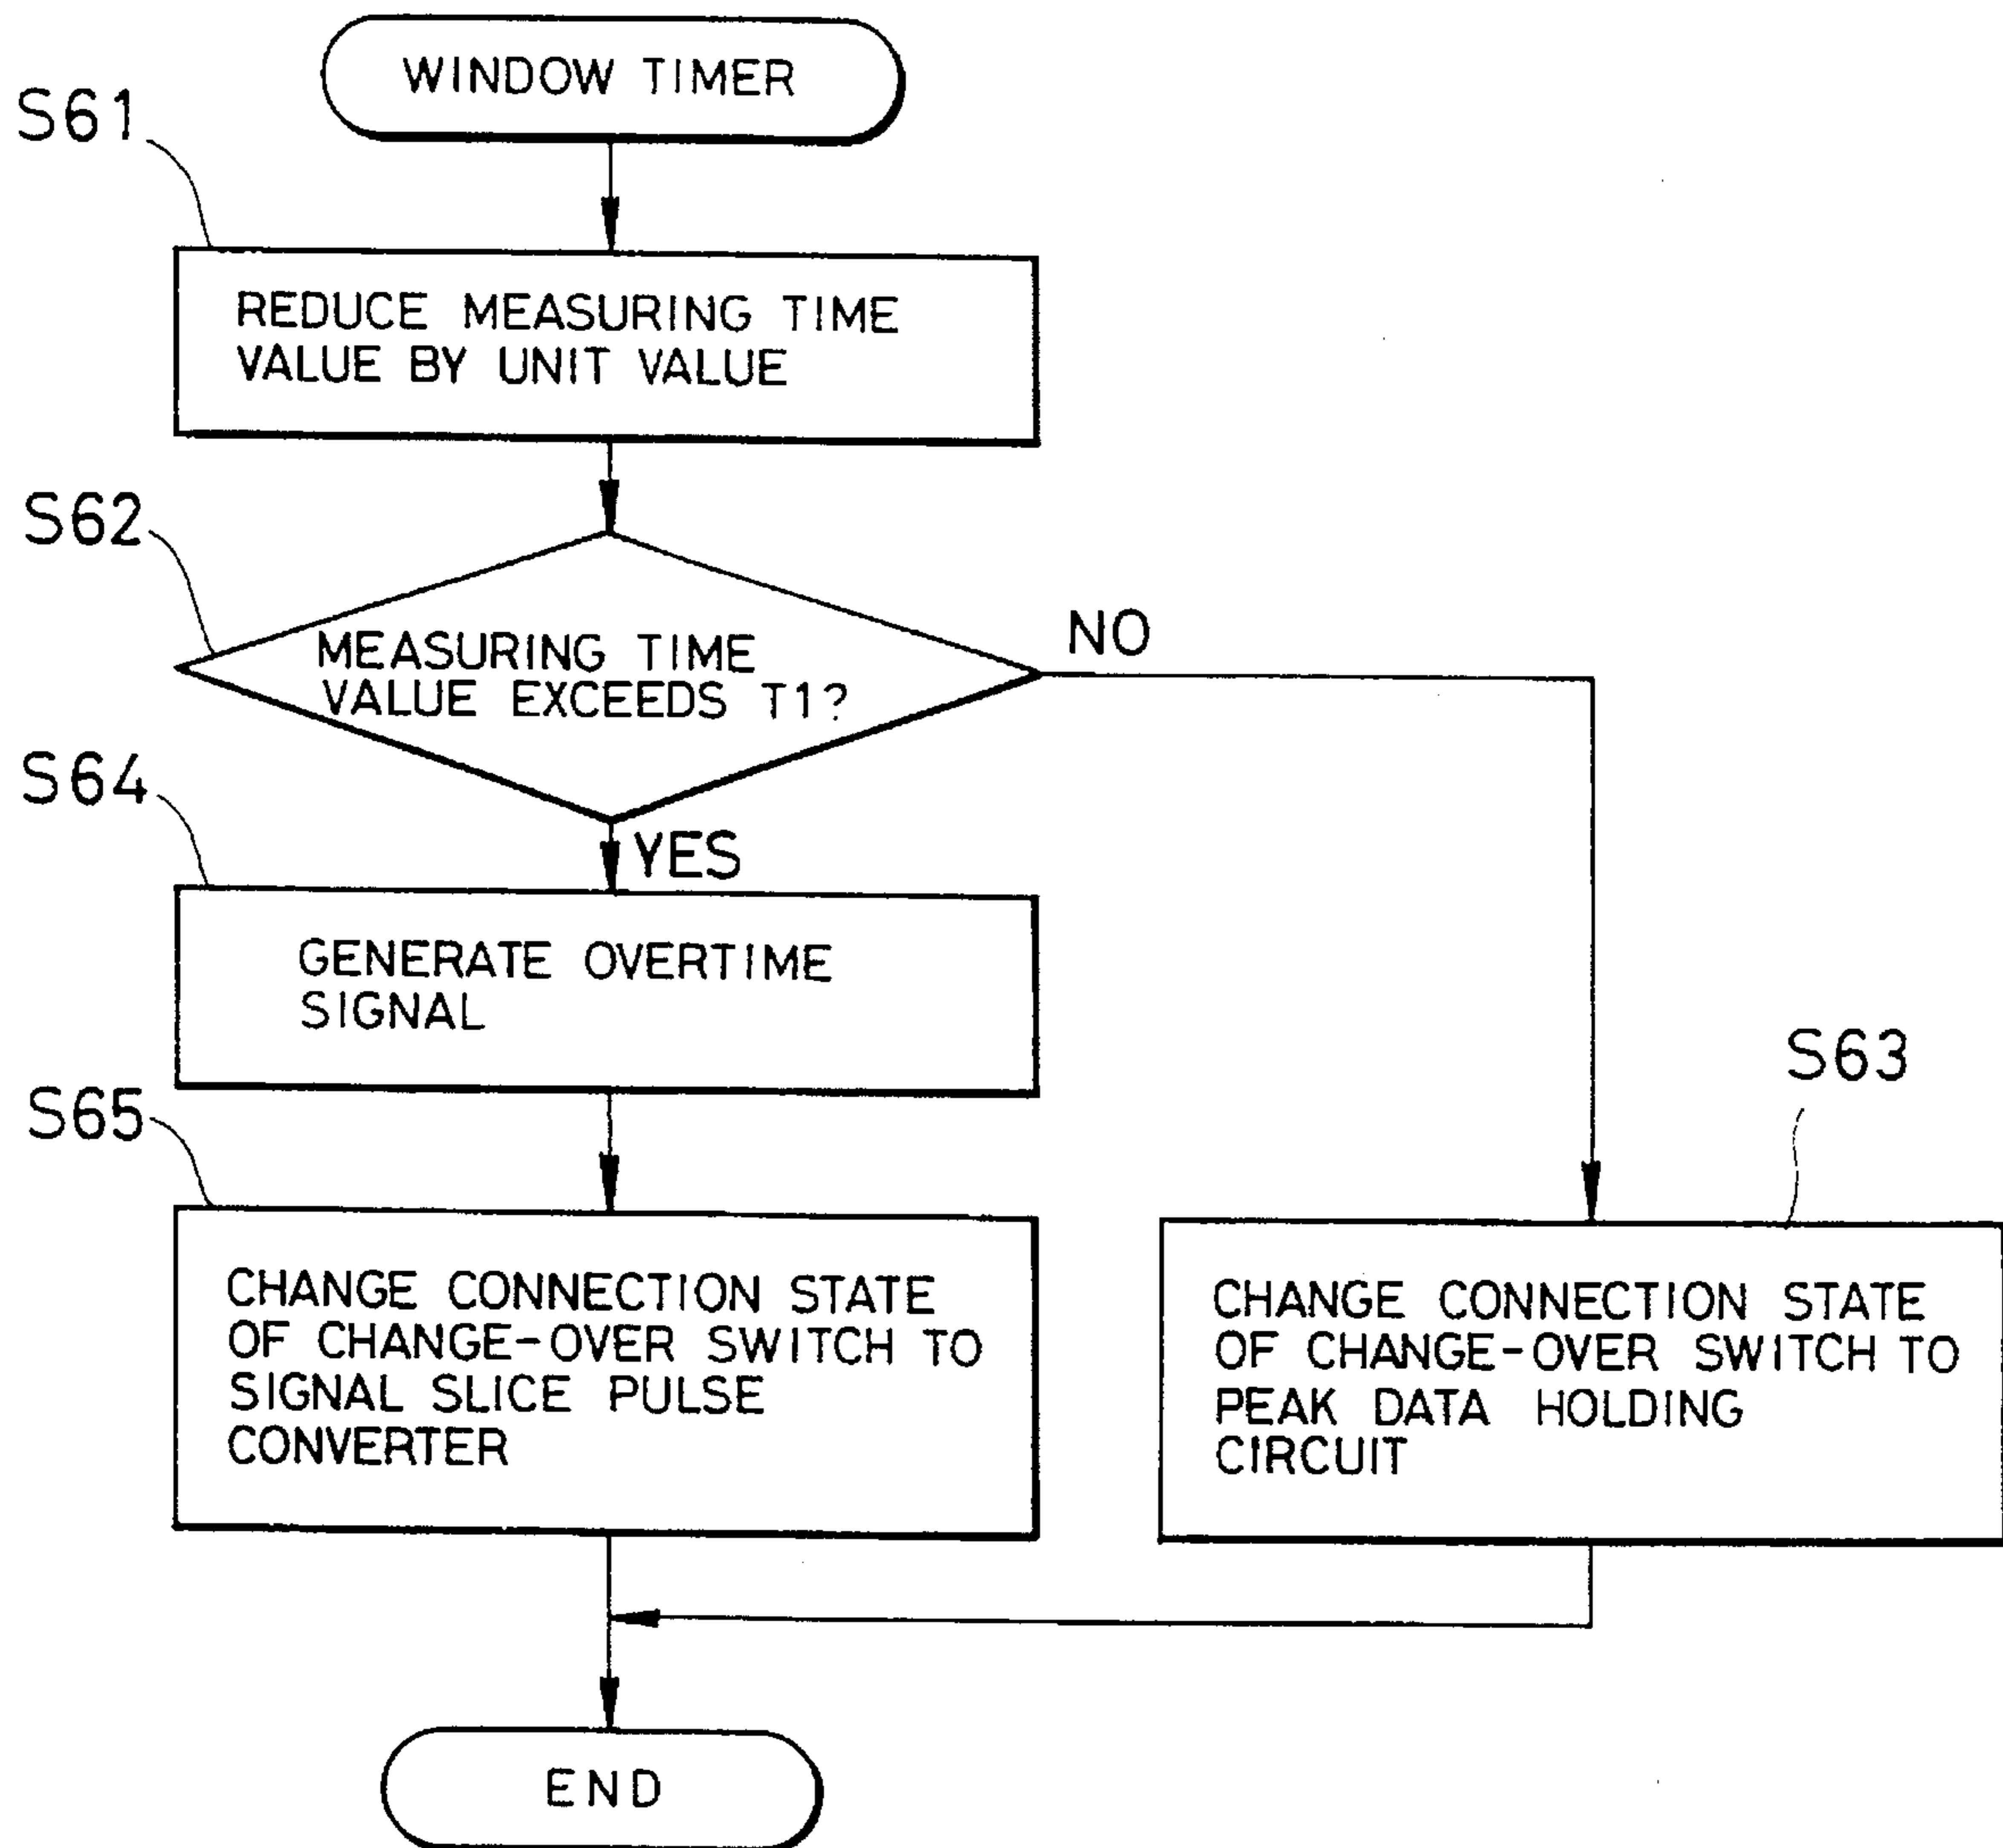 WINDOW TIMER
S61
REDUCE MEASURING TIME
VALUE BY UNIT VALUE
S62
MEASURING TIME
VALUE EXCEEDS T1?
NO
YES
S64
GENERATE OVERTIME
SIGNAL
S65
CHANGE CONNECTION STATE
OF CHANGE-OVER SWITCH TO
SIGNAL SLICE PULSE
CONVERTER
S63
CHANGE CONNECTION STATE
OF CHANGE-OVER SWITCH TO
PEAK DATA HOLDING
CIRCUIT
END